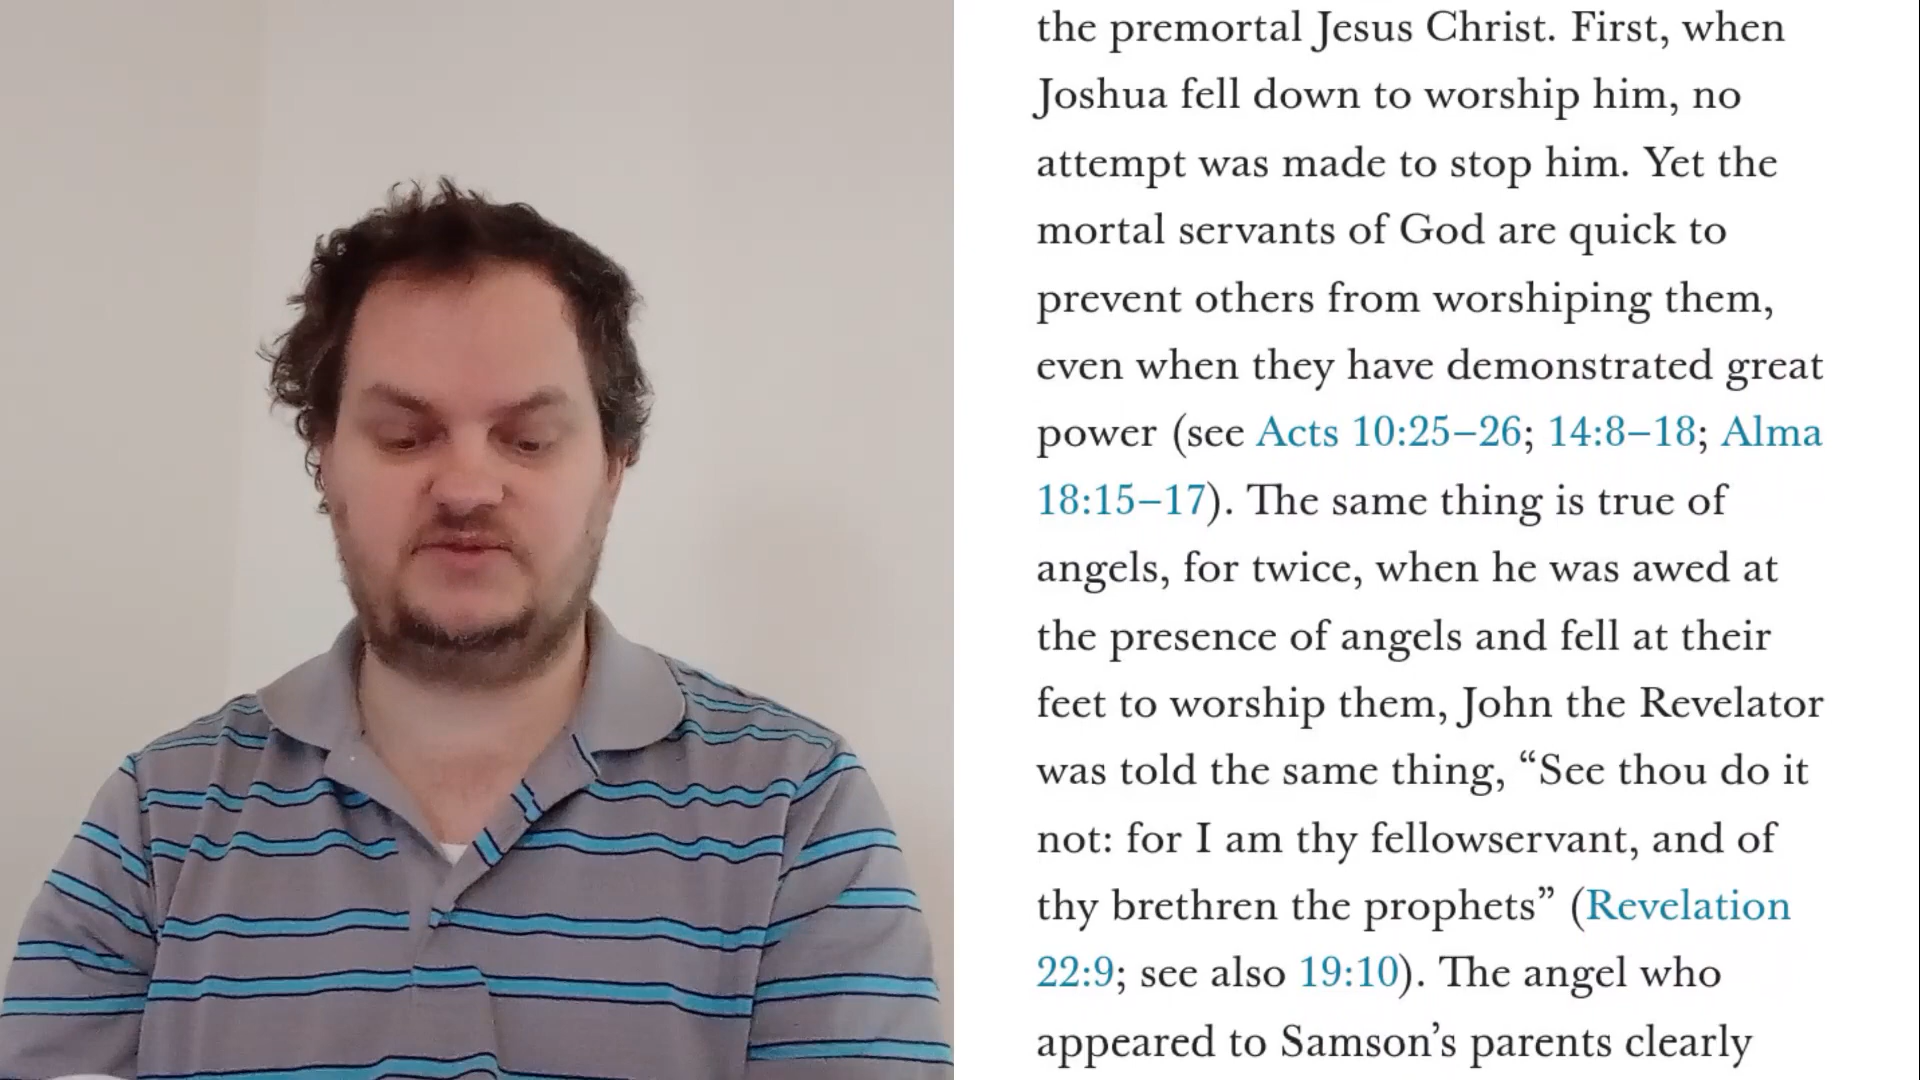 the premortal Jesus Christ. First, when
Joshua fell down to worship him, no
attempt was made to stop him. Yet the
mortal servants of God are quick to
prevent others from worshiping them,
even when they have demonstrated great
power (see Acts 10:25–26; 14:8–18; Alma
18:15–17). The same thing is true of
angels, for twice, when he was awed at
the presence of angels and fell at their
feet to worship them, John the Revelator
was told the same thing, “See thou do it
not: for I am thy fellowservant, and of
thy brethren the prophets” (Revelation
22:9; see also 19:10). The angel who
appeared to Samson’s parents clearly